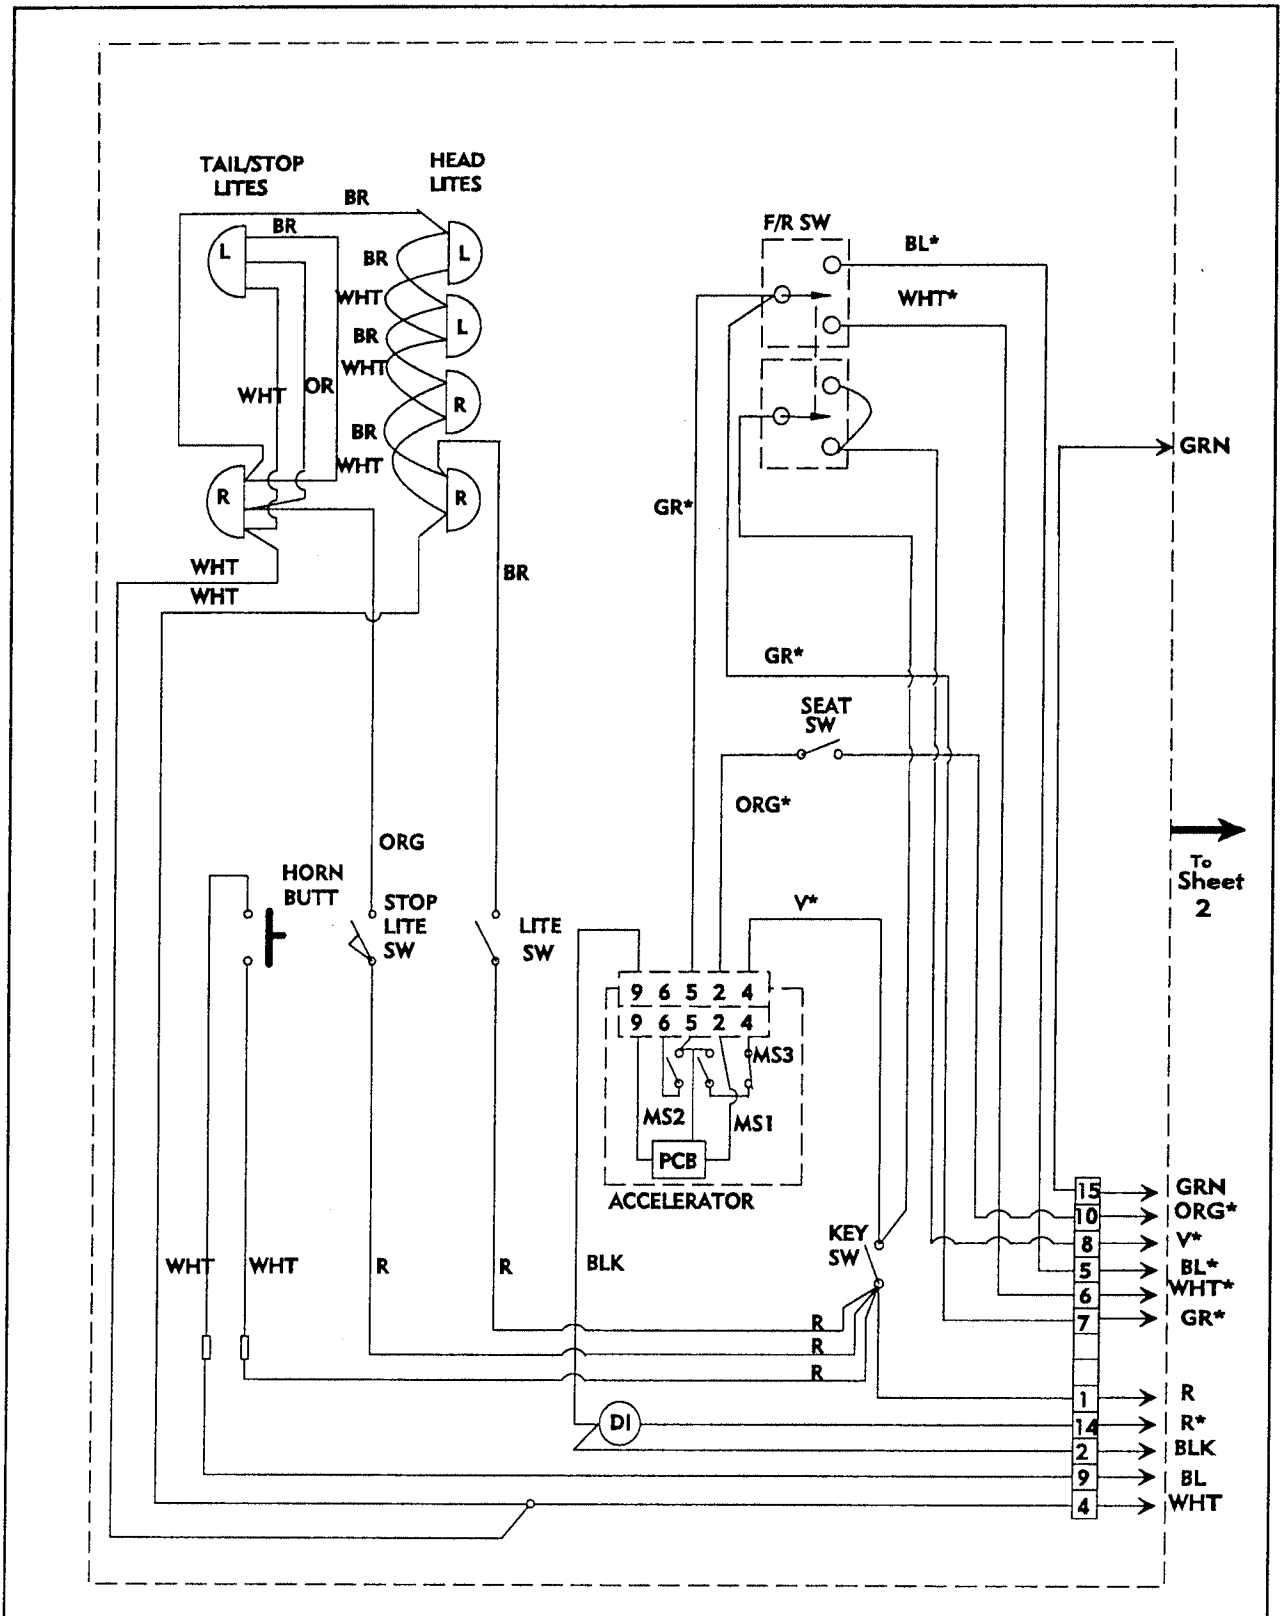 TAIL/STOP
LITES
HEAD
LITES
BR
BR
L
L
BR
WHT
L
BR
WHT
R
WHT
OR
BR
WHT
R
R
WHT
WHT
BR
F/R SW
BL*
WHT*
GRN
GR*
GR*
SEAT
SW
ORG*
To
Sheet
2
ORG
HORN
BUTT
STOP
LITE
SW
LITE
SW
V*
9 6 5 2 4
9 6 5 2 4
MS3
MS2
MS1
PCB
ACCELERATOR
KEY
SW
WHT
WHT
R
R
BLK
R
R
R
DI
15 GRN
10 ORG*
8 V*
5 BL*
6 WHT*
7 GR*
1 R
14 R*
2 BLK
9 BL
4 WHT